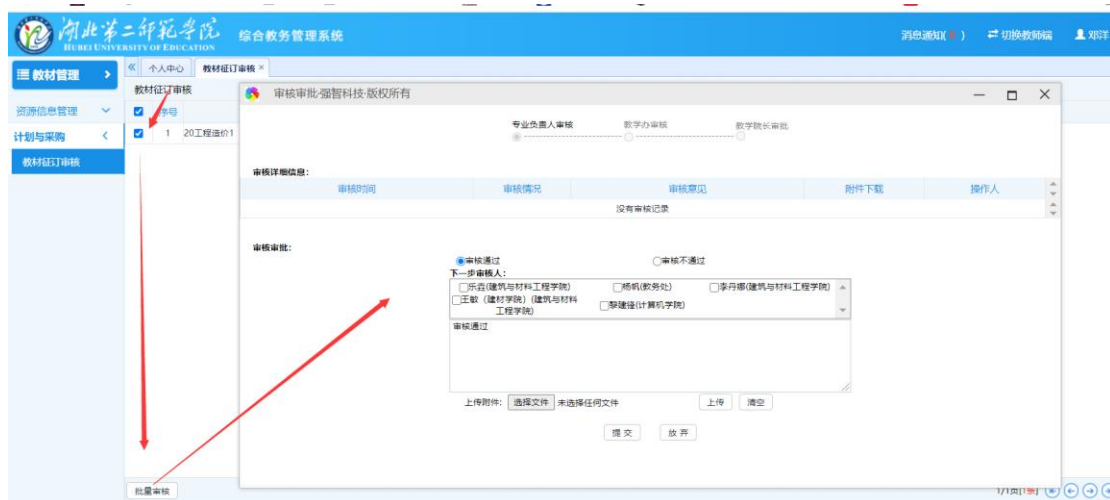 湖北第二师范学院
HUBEI UNIVERSITY OF EDUCATION
综合教务管理系统
消息通知( )
切换教师端
邓洋
教材管理
个人中心
教材征订审核
教材征订审核
资源信息管理
序号
计划与采购
1 20工程造价1
教材征订审核
审核审批-强智科技-版权所有
专业负责人审核 教学办审核 教学院长审批
审核详细信息:
审核时间 审核情况 审核意见 附件下载 操作人
没有审核记录
审核审批:
审核通过 审核不通过
下一步审核人:
乐垚(建筑与材料工程学院) 杨帆(教务处) 李丹娜(建筑与材料工程学院)
王敏（建材学院）(建筑与材料
工程学院) 黎建锋(计算机学院)
审核通过
上传附件: 选择文件 未选择任何文件 上传 清空
提 交 放 弃
批量审核
1/1页[1条]